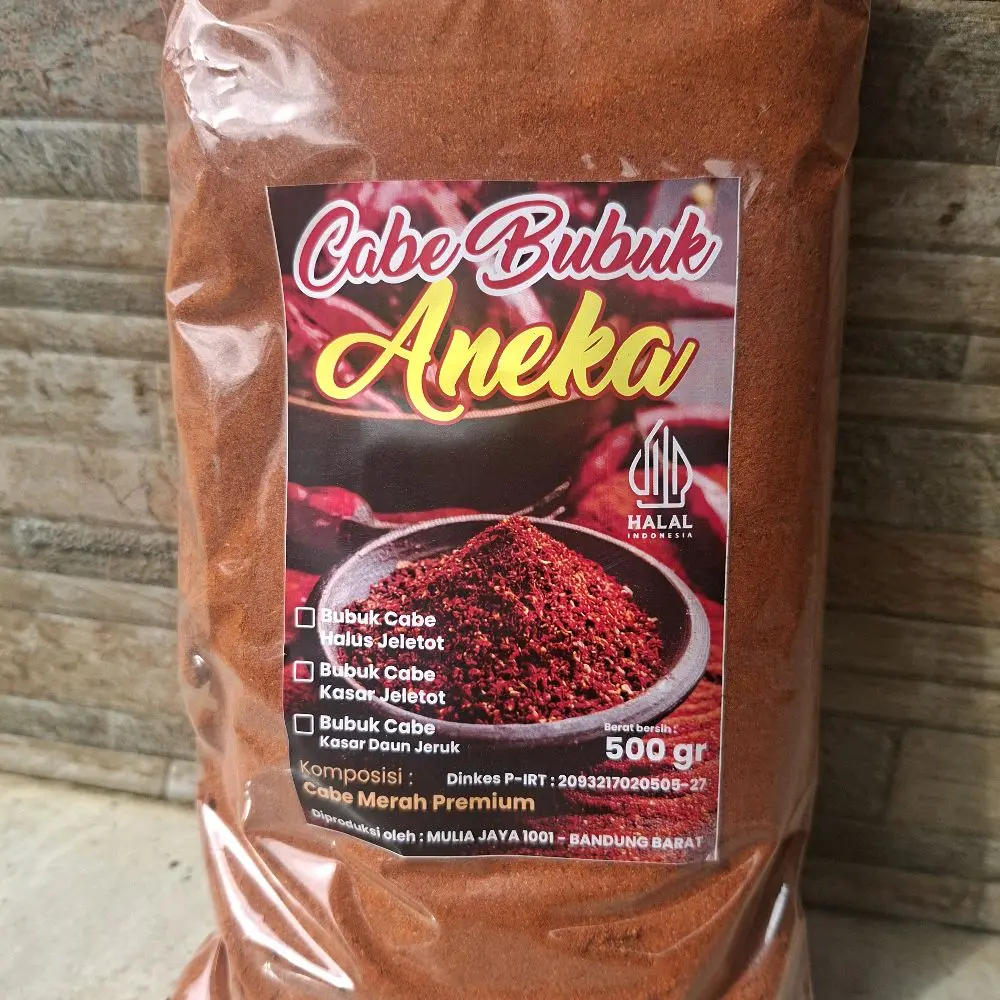 Cabe Bubuk
Aneka
HALAL
INDONESIA
Bubuk Cabe
Halus Jeletot
Bubuk Cabe
Kasar Jeletot
Bubuk Cabe
Kasar Daun Jeruk
Berat bersih :
500 gr
Komposisi :
Cabe Merah Premium
Dinkes P-IRT : 2093217020505-27
Diproduksi oleh : MULIA JAYA 1001 - BANDUNG BARAT